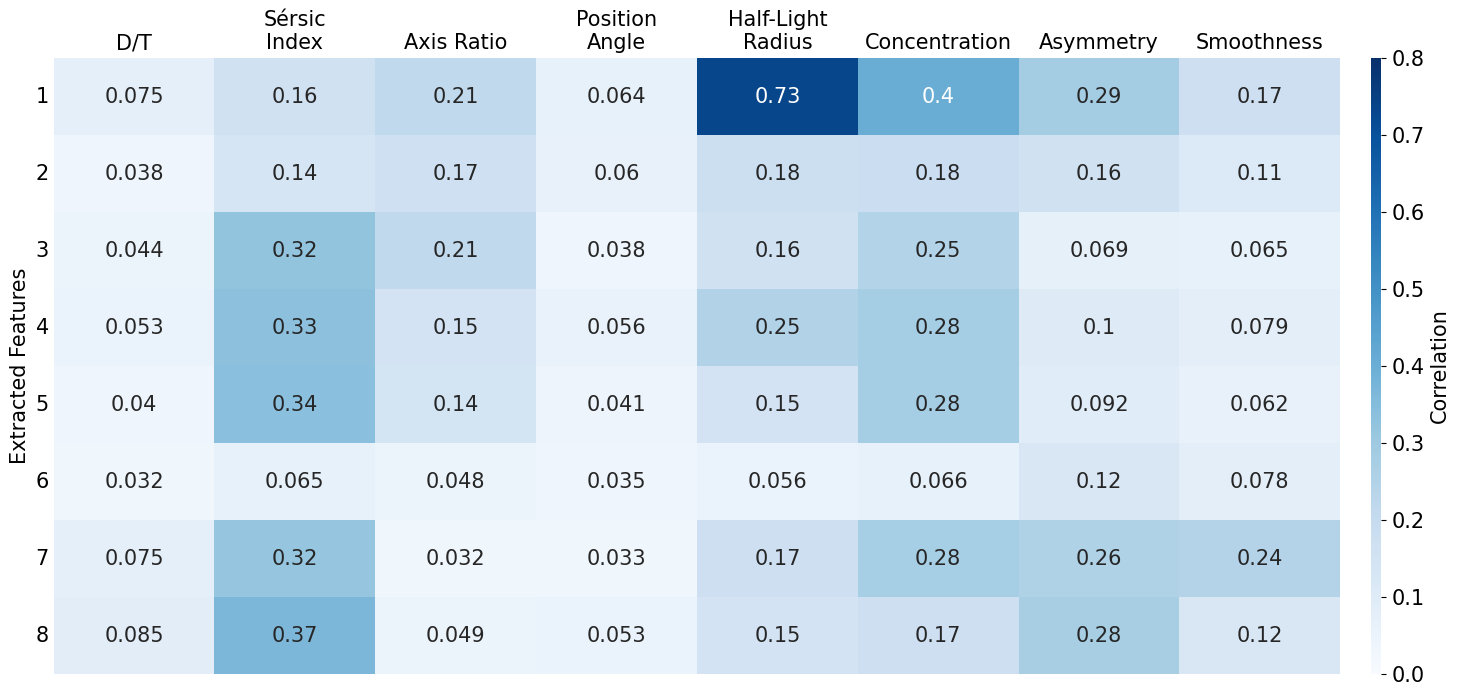 D/T Sérsic Index Axis Ratio Position Angle Half-Light Radius Concentration Asymmetry Smoothness
1 0.075 0.16 0.21 0.064 0.73 0.4 0.29 0.17
2 0.038 0.14 0.17 0.06 0.18 0.18 0.16 0.11
3 0.044 0.32 0.21 0.038 0.16 0.25 0.069 0.065
4 0.053 0.33 0.15 0.056 0.25 0.28 0.1 0.079
5 0.04 0.34 0.14 0.041 0.15 0.28 0.092 0.062
6 0.032 0.065 0.048 0.035 0.056 0.066 0.12 0.078
7 0.075 0.32 0.032 0.033 0.17 0.28 0.26 0.24
8 0.085 0.37 0.049 0.053 0.15 0.17 0.28 0.12
Extracted Features
0.8
0.7
0.6
0.5
0.4
0.3
0.2
0.1
0.0
Correlation